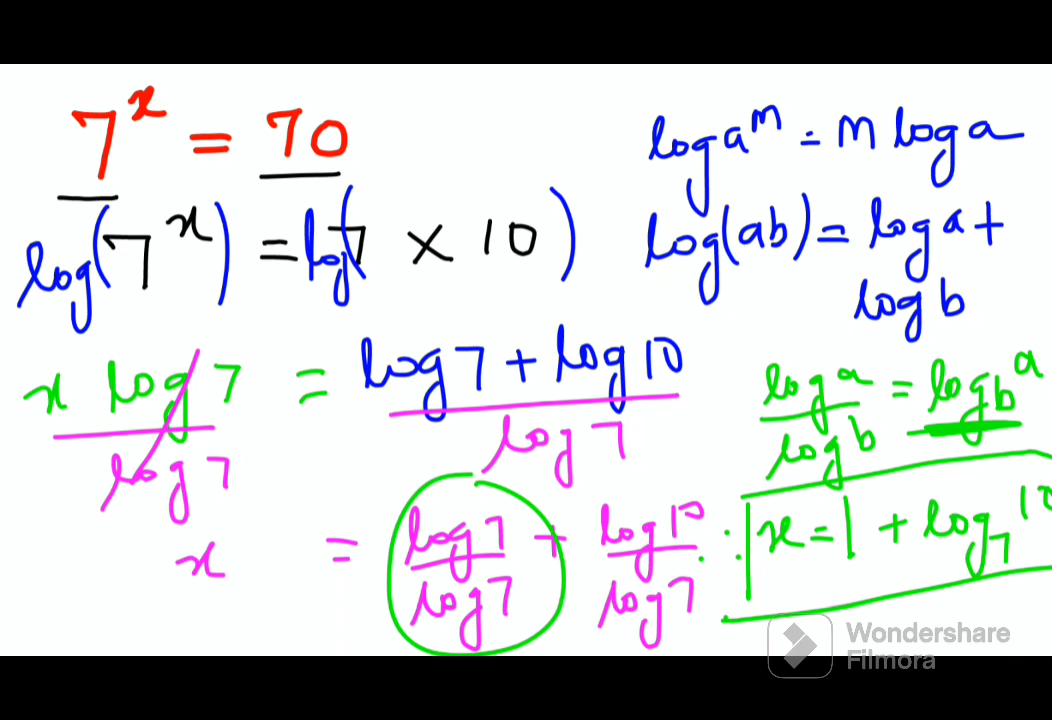 7^x = 70
log(7^x) = log(7 × 10)
x log 7 / log 7 = log 7 + log 10 / log 7
x = log 7 / log 7 + log 10 / log 7
log a^m = m log a
log(ab) = log a +
log b
log a / log b = log_b a
∴ x = 1 + log_7 10
Wondershare
Filmora